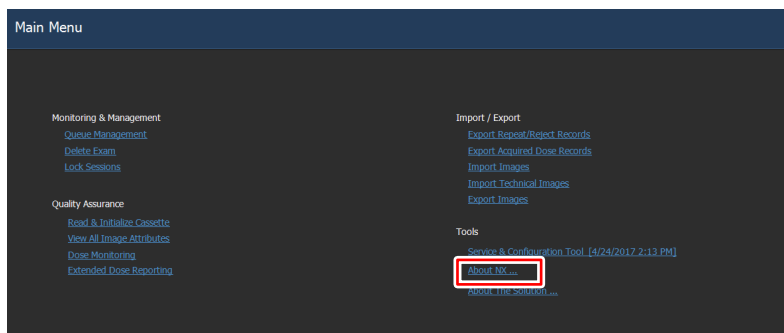 Main Menu
Monitoring & Management
Queue Management
Delete Exam
Lock Sessions
Quality Assurance
Read & Initialize Cassette
View All Image Attributes
Dose Monitoring
Extended Dose Reporting
Import / Export
Export Repeat/Reject Records
Export Acquired Dose Records
Import Images
Import Technical Images
Export Images
Tools
Service & Configuration Tool [4/24/2017 2:13 PM]
About NX ...
About The Solution ...